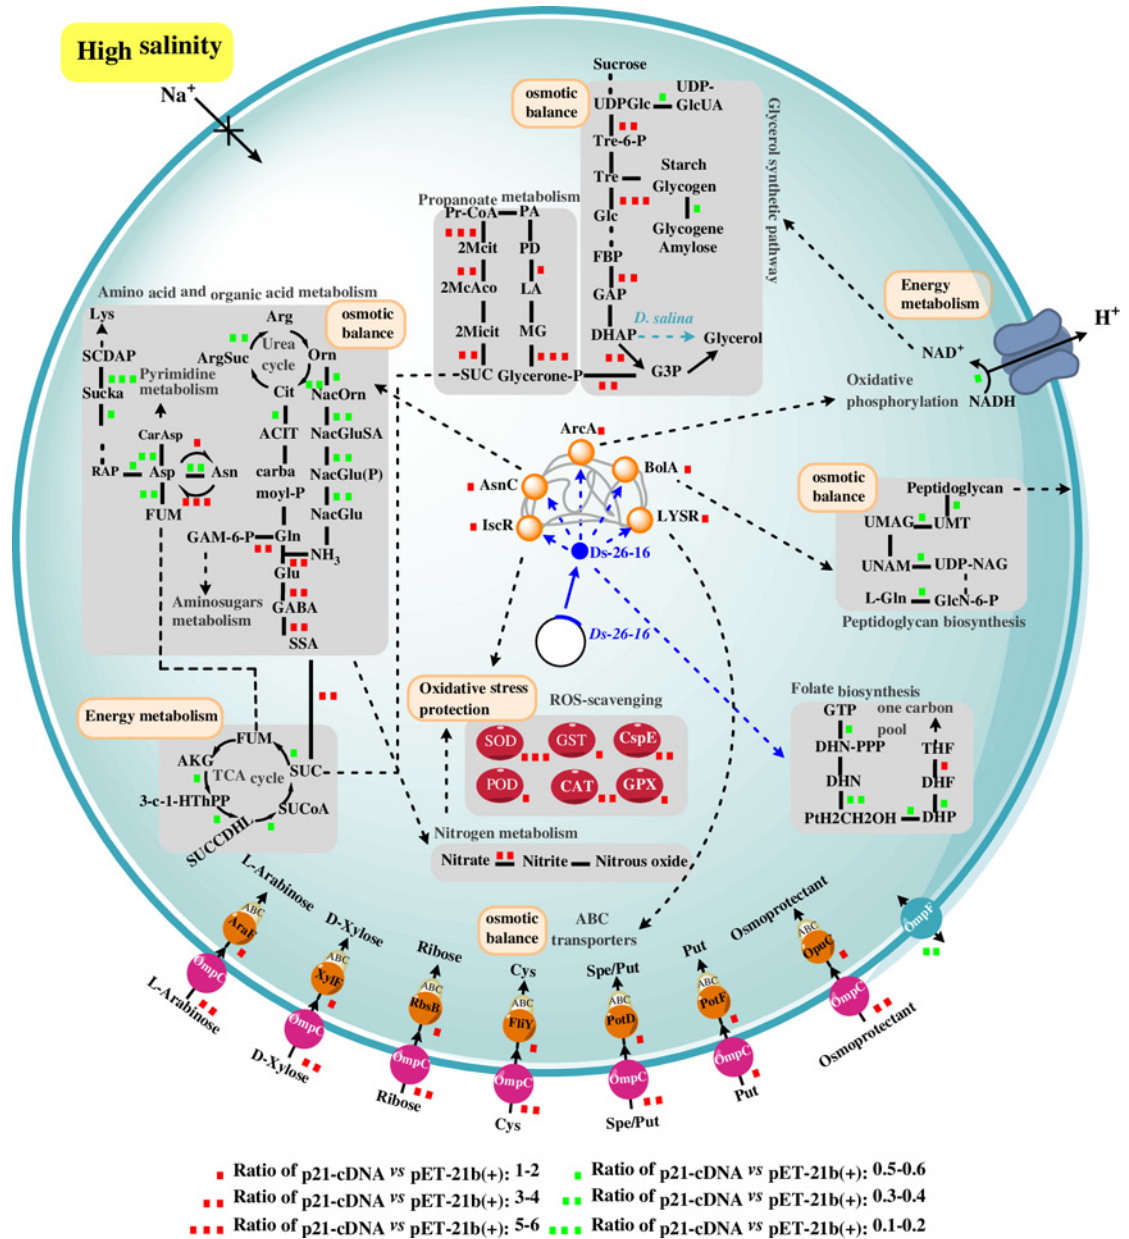 High salinity
Na+
Sucrose
osmotic
balance
UDPGlc
UDP-
GlcUA
Tre-6-P
Tre
Starch
Glycogen
Glc
Glycogene
Amylose
FBP
GAP
DHAP
D. salina
Glycerol
G3P
Glycerol synthetic pathway
Propanoate metabolism
Pr-CoA
PA
2Mcit
PD
2McAco
LA
2Micit
MG
SUC
Glycerone-P
Energy
metabolism
H+
NAD+
NADH
Oxidative
phosphorylation
Amino acid and organic acid metabolism
osmotic
balance
Lys
SCDAP
Sucka
RAP
Pyrimidine
metabolism
CarAsp
Asp
Asn
FUM
Arg
ArgSuc
Urea
cycle
Orn
Cit
NacOrn
ACIT
NacGluSA
carba
moyl-P
NacGlu(P)
NacGlu
GAM-6-P
Gln
NH3
Glu
Aminosugars
metabolism
GABA
SSA
ArcA
BolA
AsnC
IscR
LYSR
Ds-26-16
Ds-26-16
osmotic
balance
Peptidoglycan
UMAG
UMT
UNAM
UDP-NAG
L-Gln
GlcN-6-P
Peptidoglycan biosynthesis
Energy metabolism
FUM
AKG
TCA cycle
SUC
3-c-1-HThPP
SUCoA
SUCCDHL
Oxidative stress
protection
ROS-scavenging
SOD
GST
CspE
POD
CAT
GPX
Nitrogen metabolism
Nitrate
Nitrite
Nitrous oxide
Folate biosynthesis
one carbon
pool
GTP
DHN-PPP
THF
DHN
DHF
PtH2CH2OH
DHP
osmotic
balance
ABC
transporters
L-Arabinose
ABC
AraF
OmpC
L-Arabinose
D-Xylose
ABC
XylF
OmpC
D-Xylose
Ribose
ABC
RbsB
OmpC
Ribose
Cys
ABC
FliY
OmpC
Cys
Spe/Put
ABC
PotD
OmpC
Spe/Put
Put
ABC
PotF
OmpC
Put
Osmoprotectant
ABC
OpuC
OmpC
Osmoprotectant
OmpF
Ratio of p21-cDNA vs pET-21b(+): 1-2
Ratio of p21-cDNA vs pET-21b(+): 3-4
Ratio of p21-cDNA vs pET-21b(+): 5-6
Ratio of p21-cDNA vs pET-21b(+): 0.5-0.6
Ratio of p21-cDNA vs pET-21b(+): 0.3-0.4
Ratio of p21-cDNA vs pET-21b(+): 0.1-0.2